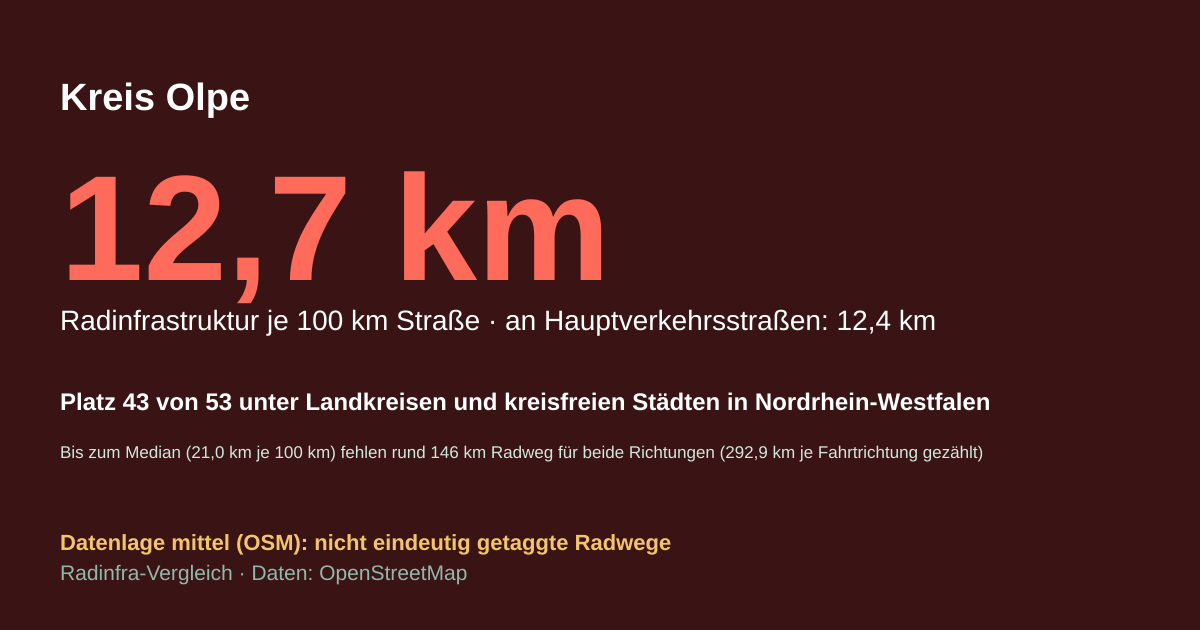 Kreis Olpe
12,7 km
Radinfrastruktur je 100 km Straße · an Hauptverkehrsstraßen: 12,4 km
Platz 43 von 53 unter Landkreisen und kreisfreien Städten in Nordrhein-Westfalen
Bis zum Median (21,0 km je 100 km) fehlen rund 146 km Radweg für beide Richtungen (292,9 km je Fahrtrichtung gezählt)
Datenlage mittel (OSM): nicht eindeutig getaggte Radwege
Radinfra-Vergleich · Daten: OpenStreetMap